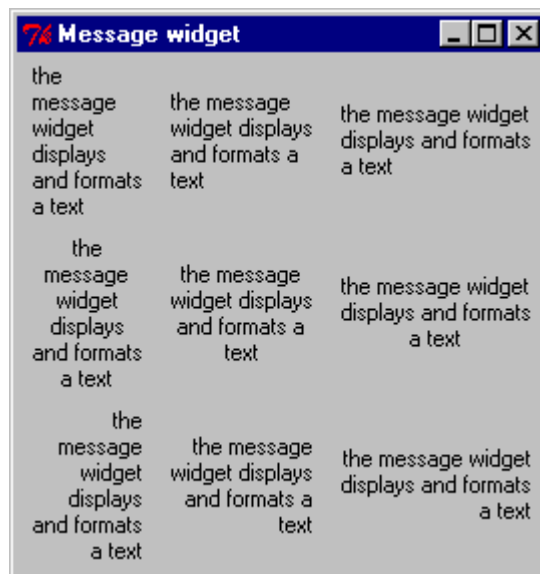 Message widget
the
message
widget
displays
and formats
a text
the message
widget displays
and formats a
text
the message widget
displays and formats
a text
the
message
widget
displays
and formats
a text
the message
widget displays
and formats a
text
the message widget
displays and formats
a text
the
message
widget
displays
and formats
a text
the message
widget displays
and formats a
text
the message widget
displays and formats
a text